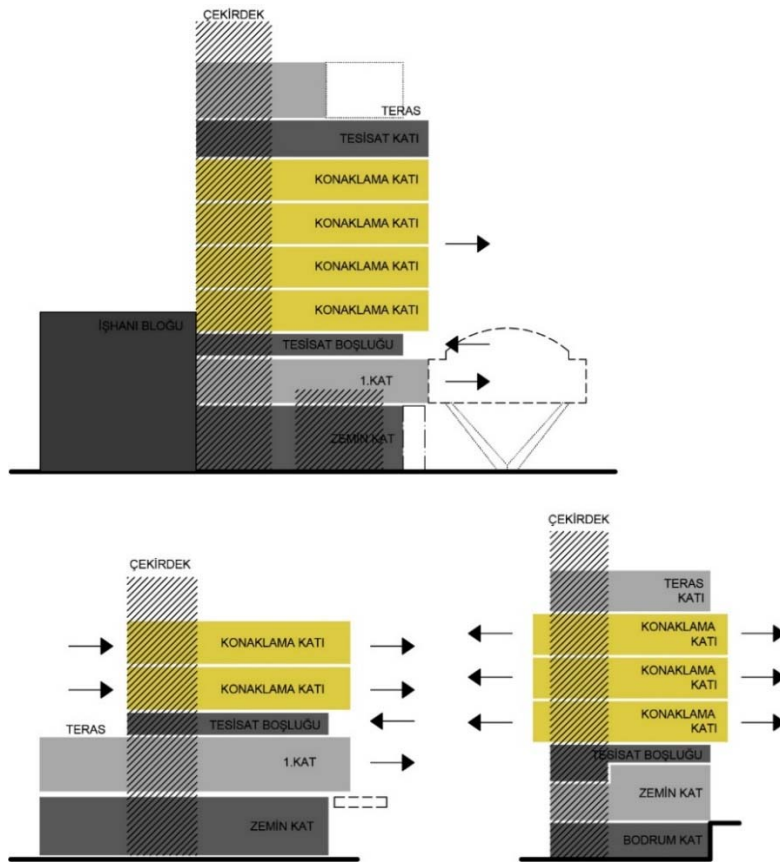 ÇEKİRDEK
TERAS
TESİSAT KATI
KONAKLAMA KATI
KONAKLAMA KATI
KONAKLAMA KATI
KONAKLAMA KATI
İŞHANI BLOĞU
TESİSAT BOŞLUĞU
1.KAT
ZEMİN KAT
ÇEKİRDEK
KONAKLAMA KATI
KONAKLAMA KATI
TERAS
TESİSAT BOŞLUĞU
1.KAT
ZEMİN KAT
ÇEKİRDEK
TERAS
KATI
KONAKLAMA
KATI
KONAKLAMA
KATI
KONAKLAMA
KATI
TESİSAT BOŞLUĞU
ZEMİN KAT
BODRUM KAT